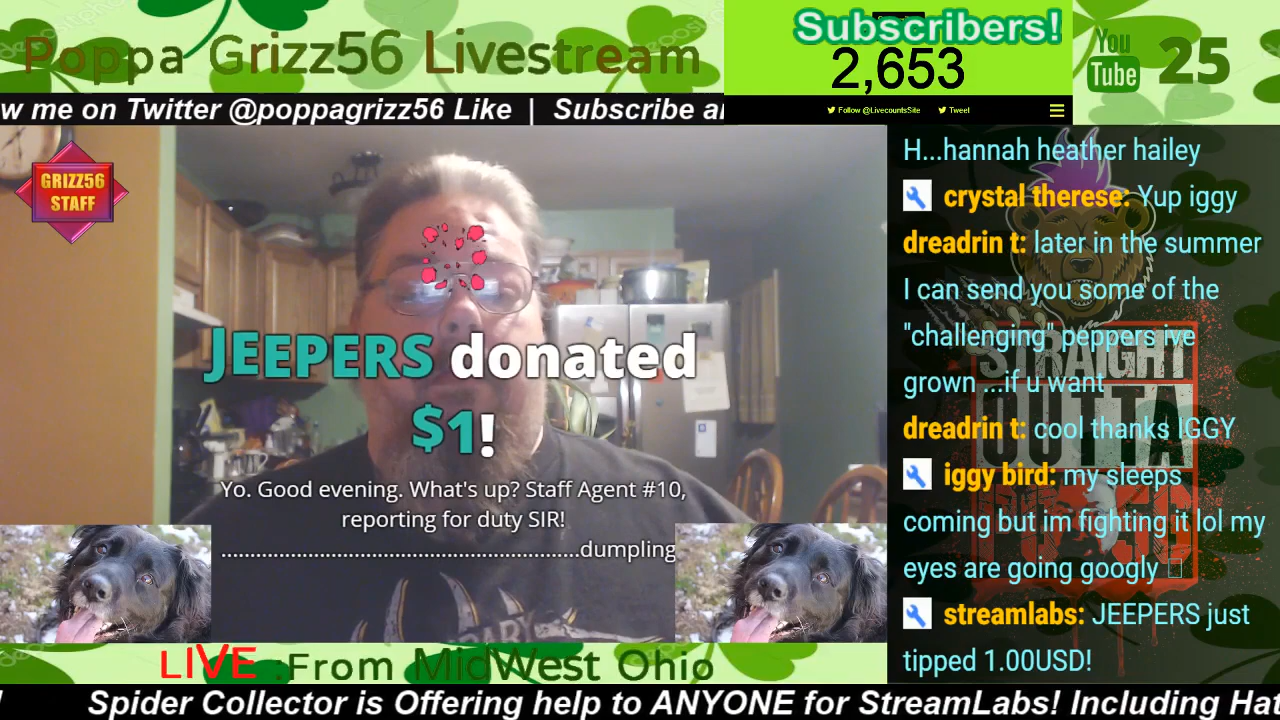 Poppa Grizz56 Livestream
Subscribers!
2,653
Follow @LivecountsSite
Tweet
You
Tube
25
w me on Twitter @poppagrizz56 Like | Subscribe
GRIZZ56
STAFF
JEEPERS donated
$1!
Yo. Good evening. What's up? Staff Agent #10,
reporting for duty SIR!
..............................................................dumpling
H...hannah heather hailey
crystal therese: Yup iggy
dreadrin t: later in the summer
I can send you some of the
"challenging" peppers ive
grown ...if u want
dreadrin t: cool thanks IGGY
iggy bird: my sleeps
coming but im fighting it lol my
eyes are going googly
streamlabs: JEEPERS just
tipped 1.00USD!
STRAIGHT
OUTTA
LIVE :From MidWest Ohio
Spider Collector is Offering help to ANYONE for StreamLabs! Including Hat